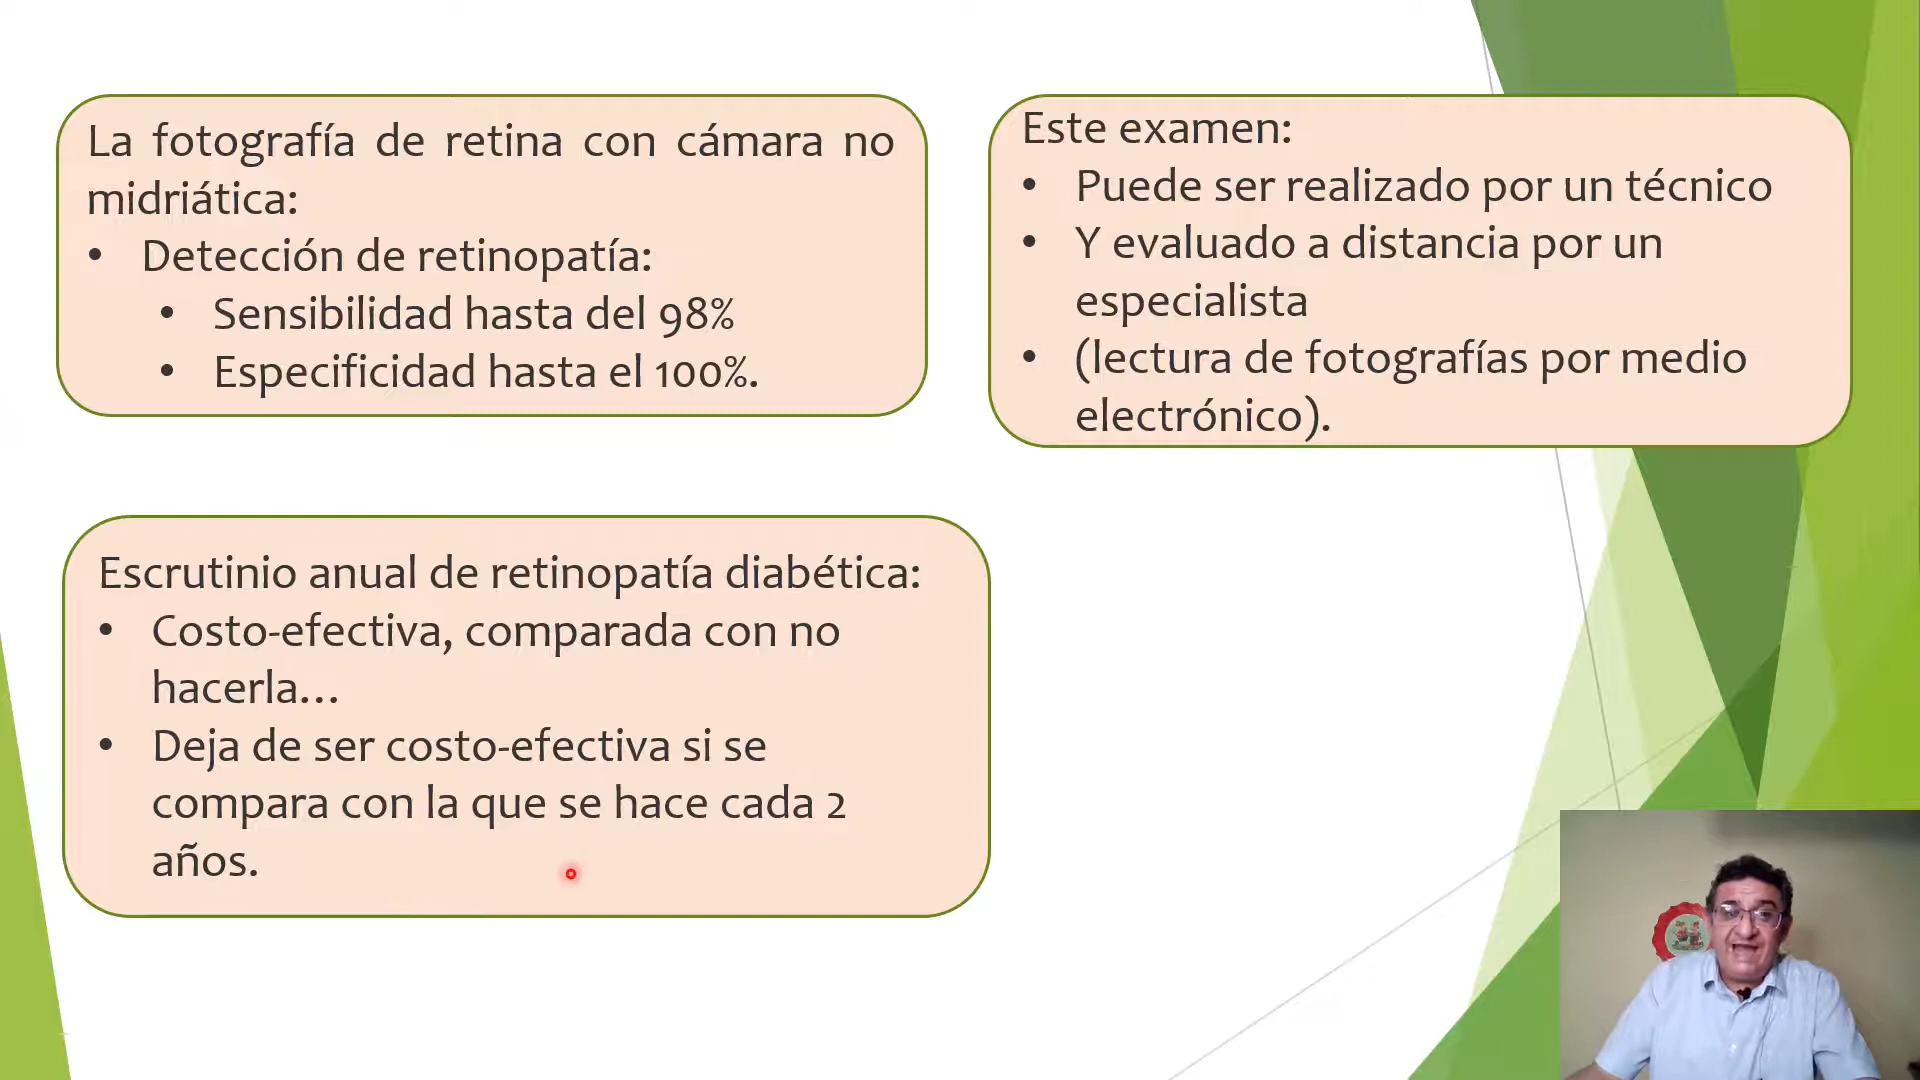 La fotografía de retina con cámara no
midriática:
• Detección de retinopatía:
• Sensibilidad hasta del 98%
• Especificidad hasta el 100%.
Este examen:
• Puede ser realizado por un técnico
• Y evaluado a distancia por un
especialista
• (lectura de fotografías por medio
electrónico).
Escrutinio anual de retinopatía diabética:
• Costo-efectiva, comparada con no
hacerla...
• Deja de ser costo-efectiva si se
compara con la que se hace cada 2
años.